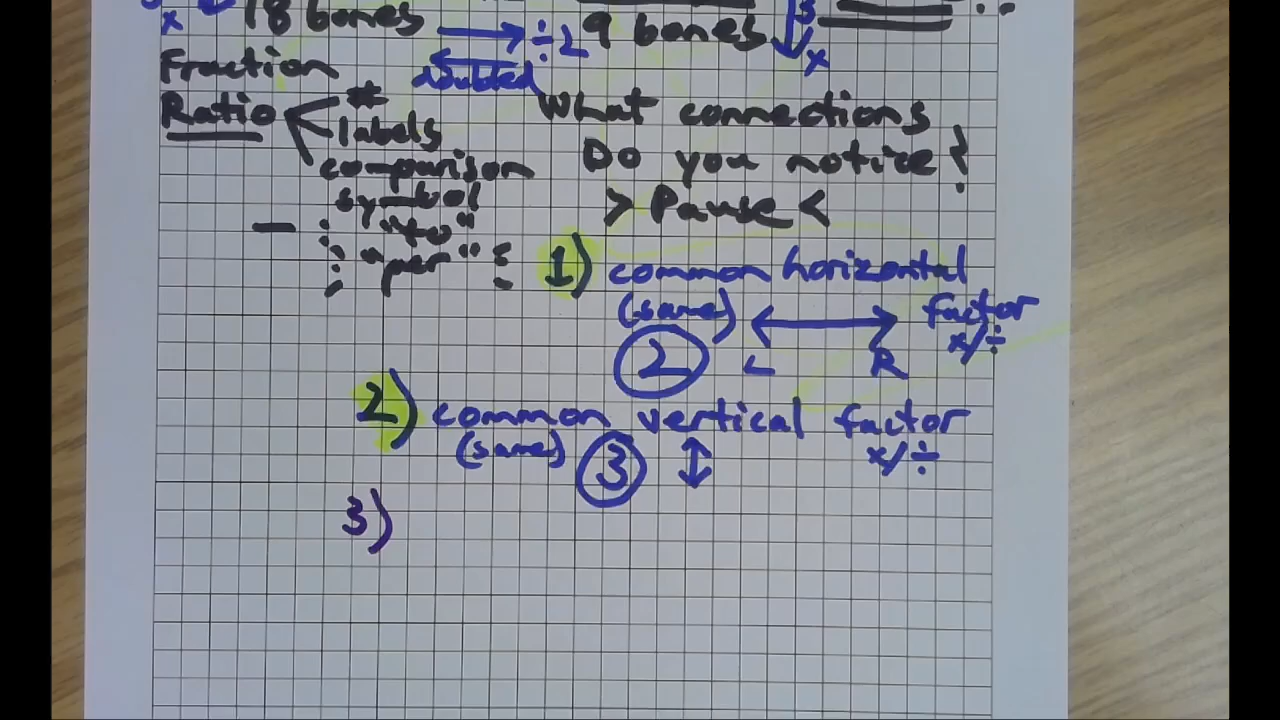 x 18 bones ÷2 9 bones 3 x
Fraction doubled
Ratio #
labels
comparison
symbol
"to"
: "per" :
What connections
Do you notice?
> Pause <
1) common horizontal
(same) factor
x/÷
2 L R
2) common vertical factor
(same) 3 x/÷
3)